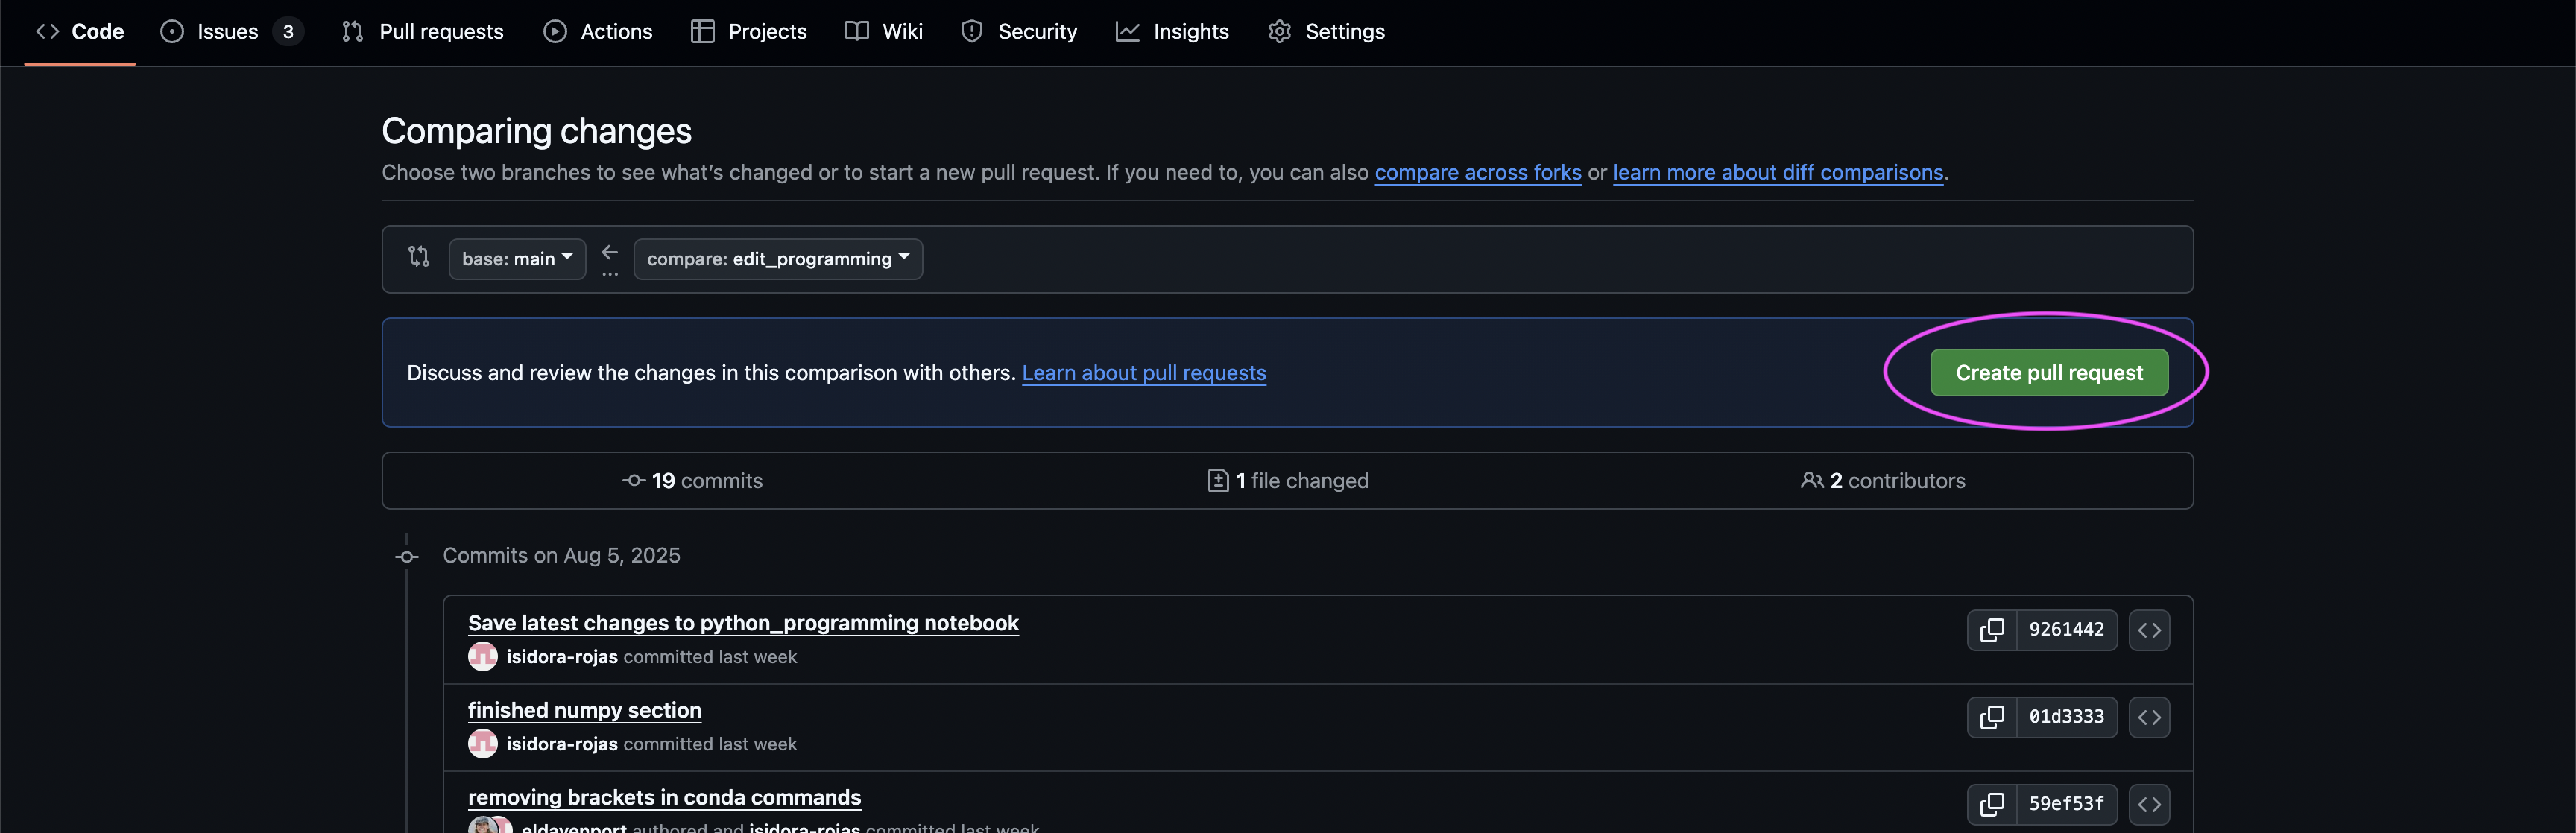 Code Issues 3 Pull requests Actions Projects Wiki Security Insights Settings
Comparing changes
Choose two branches to see what’s changed or to start a new pull request. If you need to, you can also compare across forks or learn more about diff comparisons.
base: main ... compare: edit_programming
Discuss and review the changes in this comparison with others. Learn about pull requests Create pull request
19 commits 1 file changed 2 contributors
Commits on Aug 5, 2025
Save latest changes to python_programming notebook
isidora-rojas committed last week 9261442
finished numpy section
isidora-rojas committed last week 01d3333
removing brackets in conda commands
eldavenport authored and isidora-rojas committed last week 59ef53f